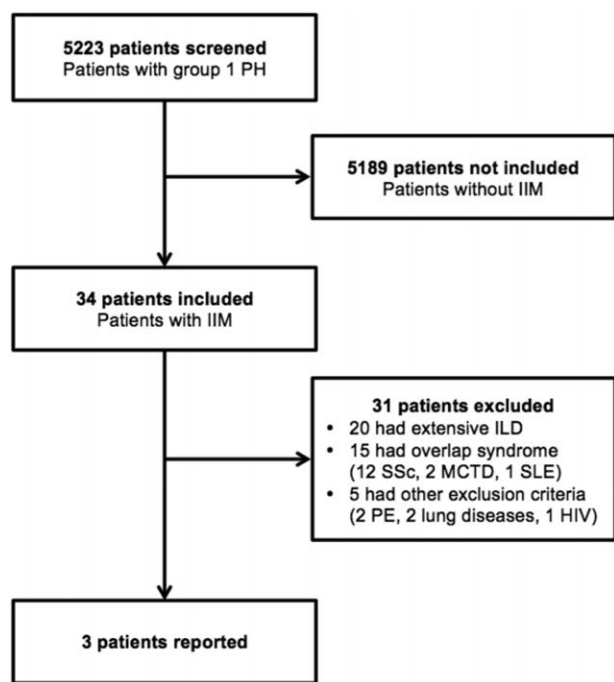 5223 patients screened
Patients with group 1 PH
5189 patients not included
Patients without IIM
34 patients included
Patients with IIM
31 patients excluded
• 20 had extensive ILD
• 15 had overlap syndrome
(12 SSc, 2 MCTD, 1 SLE)
• 5 had other exclusion criteria
(2 PE, 2 lung diseases, 1 HIV)
3 patients reported